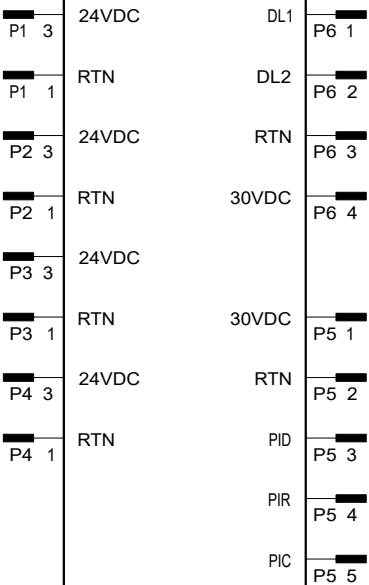 24VDC DL1
P1 3 P6 1
RTN DL2
P1 1 P6 2
24VDC RTN
P2 3 P6 3
RTN 30VDC
P2 1 P6 4
24VDC
P3 3
RTN 30VDC
P3 1 P5 1
24VDC RTN
P4 3 P5 2
RTN PID
P4 1 P5 3
PIR
P5 4
PIC
P5 5